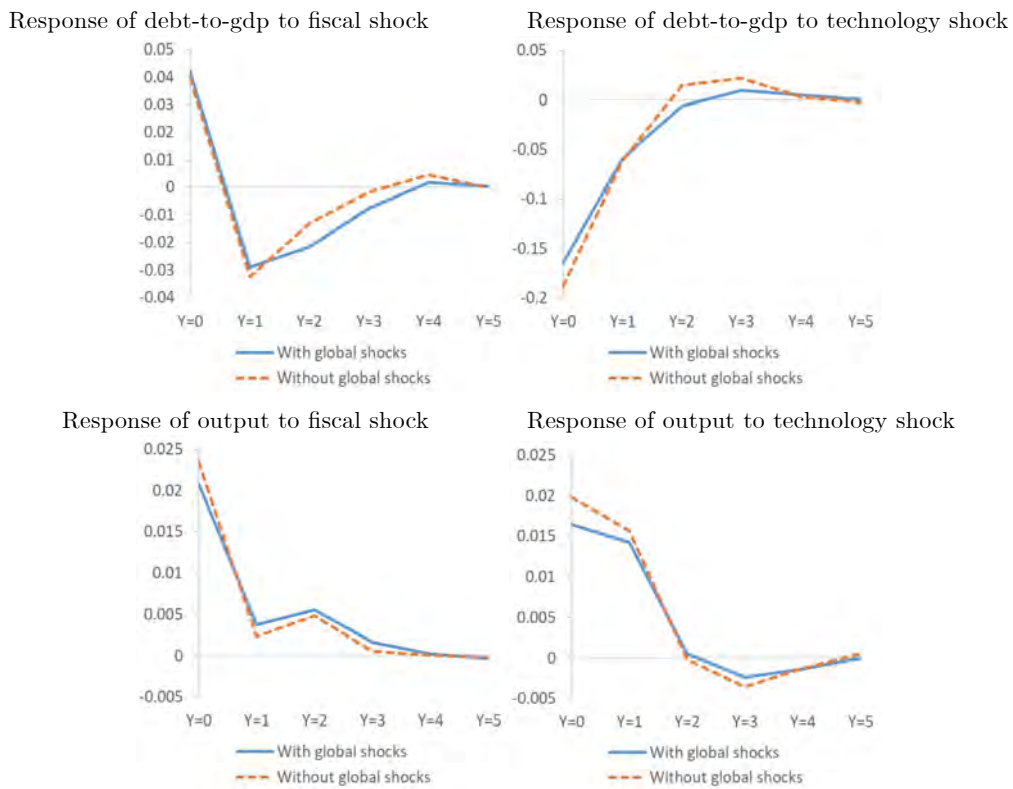 Response of debt-to-gdp to fiscal shock
0.05
0.04
0.03
0.02
0.01
0
-0.01
-0.02
-0.03
-0.04
Y=0 Y=1 Y=2 Y=3 Y=4 Y=5
With global shocks
Without global shocks
Response of debt-to-gdp to technology shock
0.05
0
-0.05
-0.1
-0.15
-0.2
Y=0 Y=1 Y=2 Y=3 Y=4 Y=5
With global shocks
Without global shocks
Response of output to fiscal shock
0.025
0.02
0.015
0.01
0.005
0
-0.005
Y=0 Y=1 Y=2 Y=3 Y=4 Y=5
With global shocks
Without global shocks
Response of output to technology shock
0.025
0.02
0.015
0.01
0.005
0
-0.005
Y=0 Y=1 Y=2 Y=3 Y=4 Y=5
With global shocks
Without global shocks